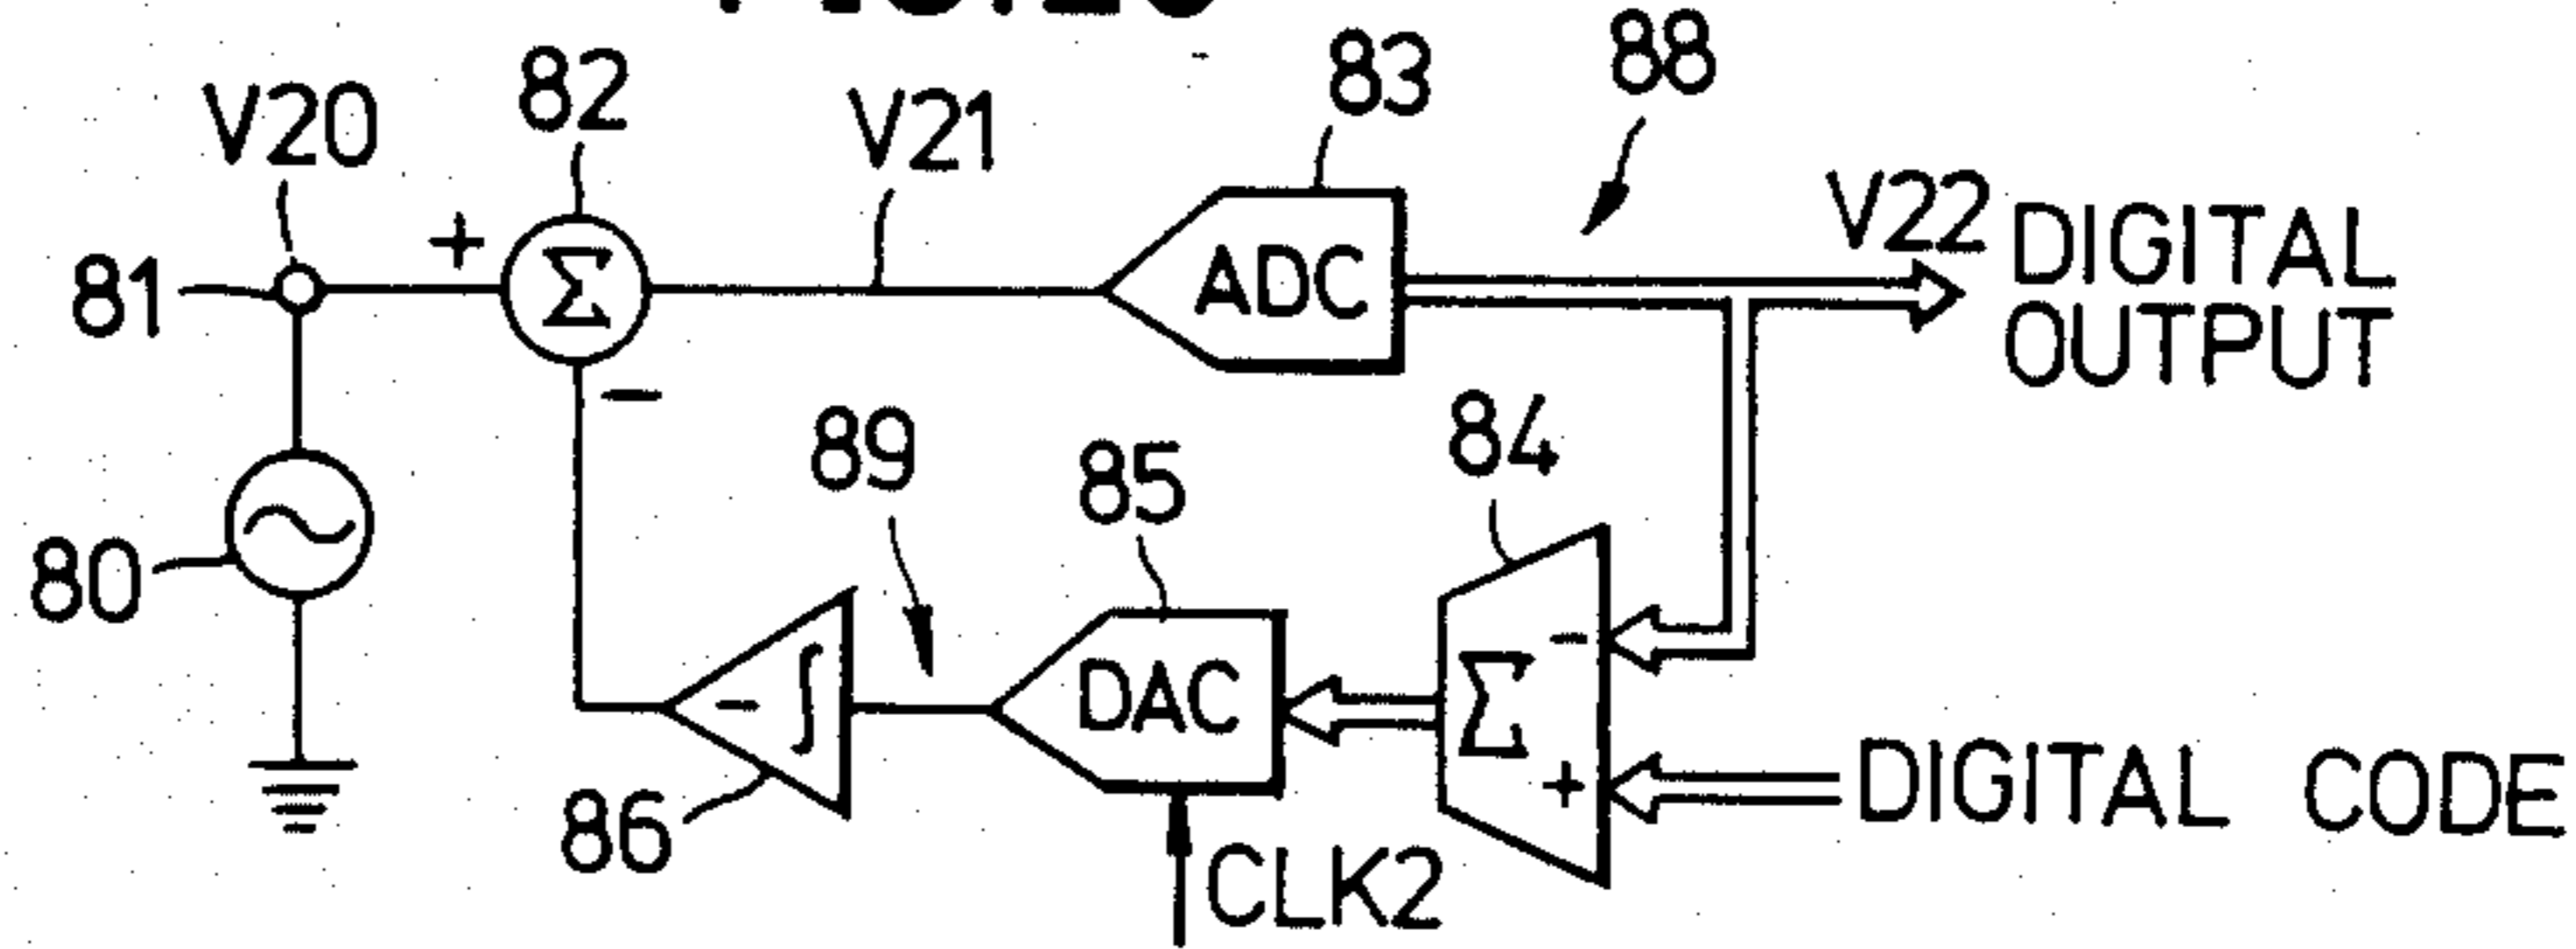 82
V20
V21
83
88
V22 DIGITAL
OUTPUT
+
Σ
ADC
81
-
89
85
84
80
- ∫
DAC
Σ
-
+
DIGITAL CODE
86
CLK2